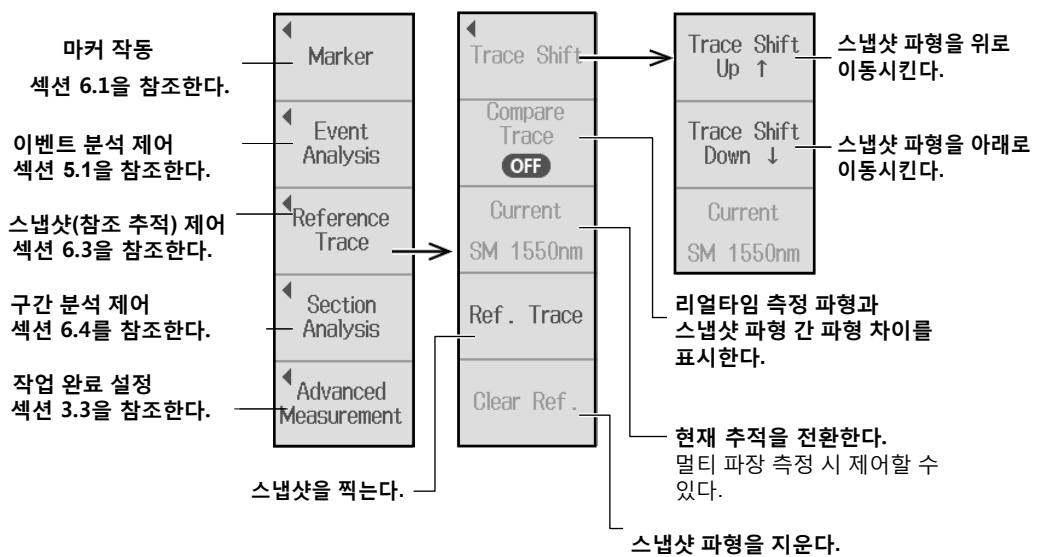 마커 작동
섹션 6.1을 참조한다.
이벤트 분석 제어
섹션 5.1을 참조한다.
스냅샷(참조 추적) 제어
섹션 6.3을 참조한다.
구간 분석 제어
섹션 6.4를 참조한다.
작업 완료 설정
섹션 3.3을 참조한다.
Marker
Event
Analysis
Reference
Trace
Section
Analysis
Advanced
Measurement
Trace Shift
Compare
Trace
OFF
Current
SM 1550nm
Ref. Trace
Clear Ref.
Trace Shift
Up ↑
Trace Shift
Down ↓
Current
SM 1550nm
스냅샷 파형을 위로
이동시킨다.
스냅샷 파형을 아래로
이동시킨다.
리얼타임 측정 파형과
스냅샷 파형 간 파형 차이를
표시한다.
현재 추적을 전환한다.
멀티 파장 측정 시 제어할 수
있다.
스냅샷을 찍는다.
스냅샷 파형을 지운다.